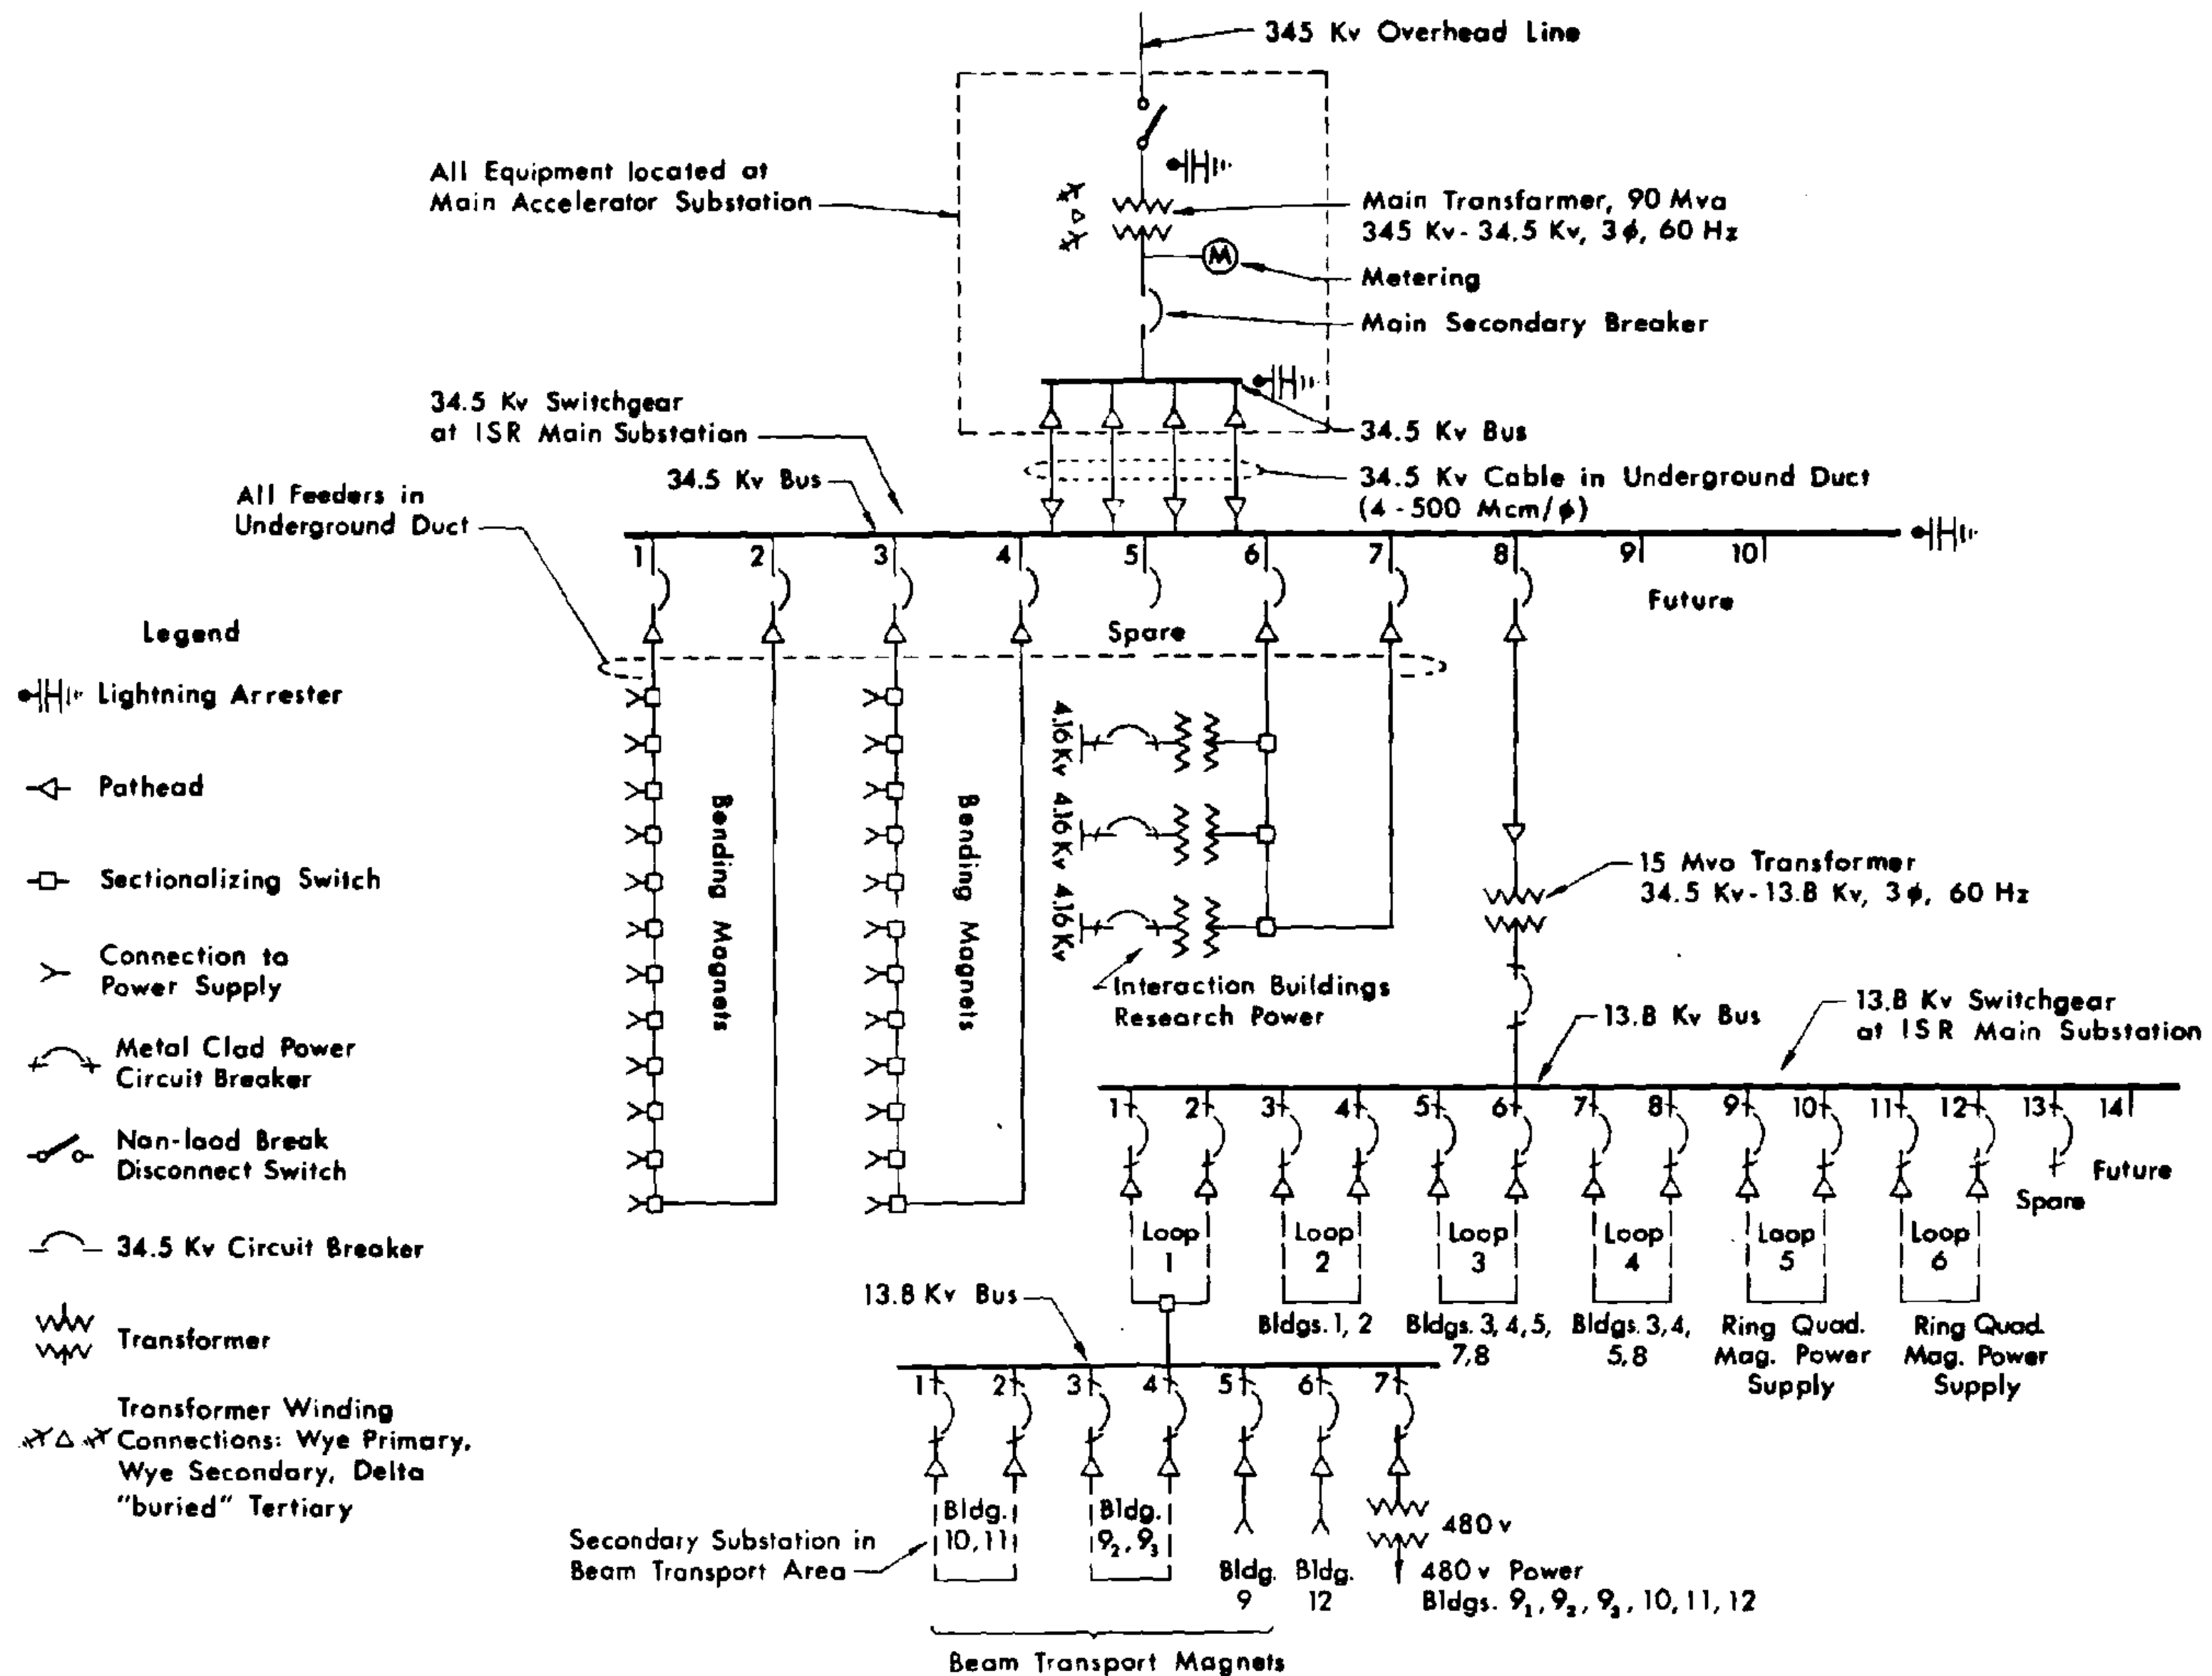 345 Kv Overhead Line
All Equipment located at
Main Accelerator Substation
Main Transfarmer, 90 Mva
345 Kv- 34.5 Kv, 3ϕ, 60 Hz
M
Metering
Main Secondary Breaker
34.5 Kv Switchgear
at ISR Main Substation
34.5 Kv Bus
34.5 Kv Bus
34.5 Kv Cable in Underground Duct
(4-500 Mcm/ϕ)
All Feeders in
Underground Duct
1 2 3 4 5 6 7 8 9 10
Future
Spare
Legend
Lightning Arrester
Pathead
Sectionalizing Switch
Connection to
Power Supply
Metal Clad Power
Circuit Breaker
Non-load Break
Disconnect Switch
34.5 Kv Circuit Breaker
Transformer
Transformer Winding
Connections: Wye Primary,
Wye Secondary, Delta
"buried" Tertiary
Bending Magnets
Bending Magnets
4.16 Kv
4.16 Kv
4.16 Kv
Interaction Buildings
Research Power
15 Mva Transformer
34.5 Kv-13.8 Kv, 3ϕ, 60 Hz
13.8 Kv Bus
13.8 Kv Switchgear
at ISR Main Substation
1 2 3 4 5 6 7 8 9 10 11 12 13 14
Future
Spare
Loop
1
Loop
2
Loop
3
Loop
4
Loop
5
Loop
6
Bldgs. 1, 2
Bldgs. 3, 4, 5,
7,8
Bldgs. 3,4,
5,8
Ring Quad.
Mag. Power
Supply
Ring Quad.
Mag. Power
Supply
13.8 Kv Bus
1 2 3 4 5 6 7
Bldg.
10, 11
Bldg.
9₂, 9₃
Secondary Substation in
Beam Transport Area
Bldg.
9
Bldg.
12
480 v
480 v Power
Bldgs. 9₁, 9₂, 9₃, 10, 11, 12
Beam Transport Magnets